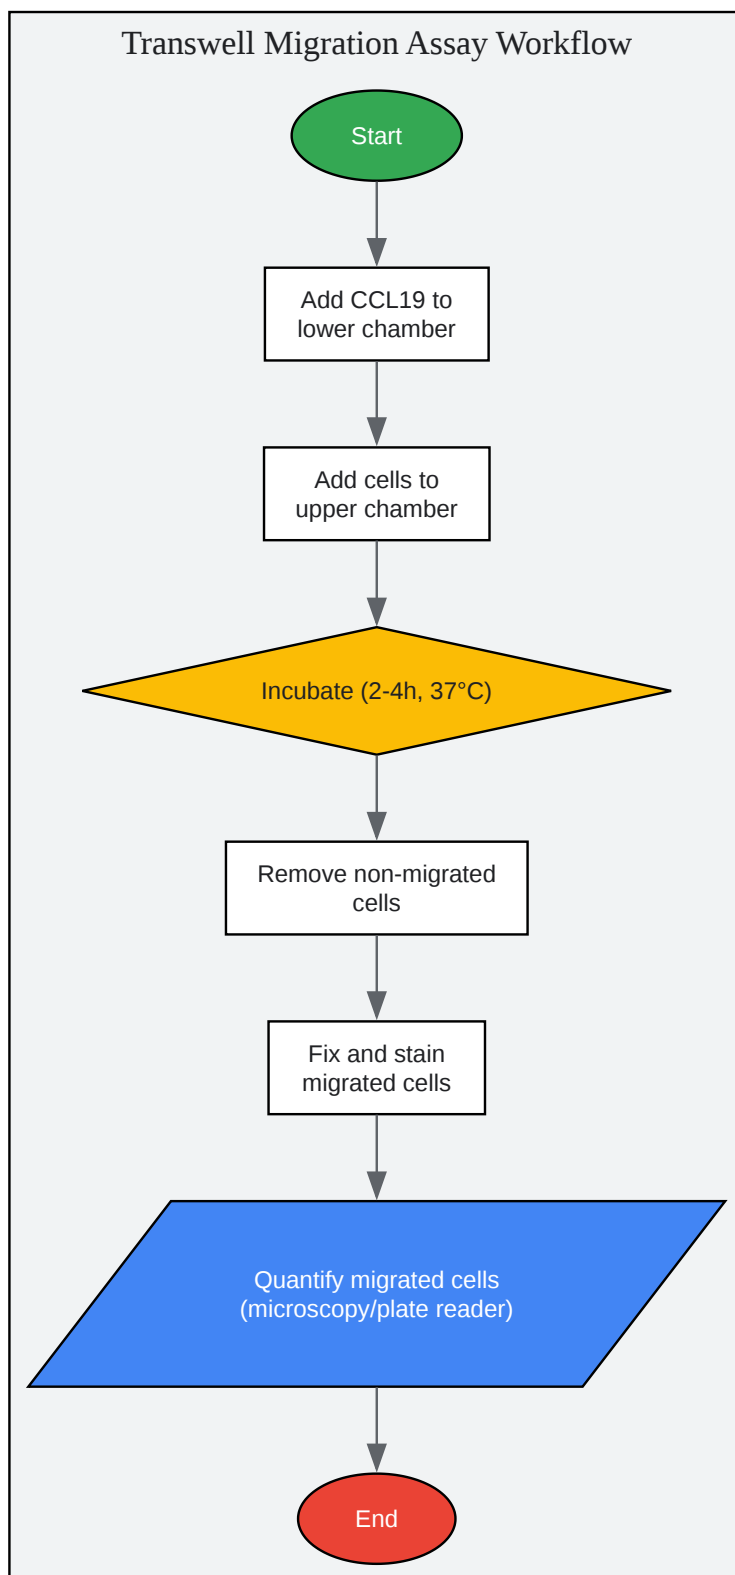 Transwell Migration Assay Workflow
Start
Add CCL19 to
lower chamber
Add cells to
upper chamber
Incubate (2-4h, 37°C)
Remove non-migrated
cells
Fix and stain
migrated cells
Quantify migrated cells
(microscopy/plate reader)
End